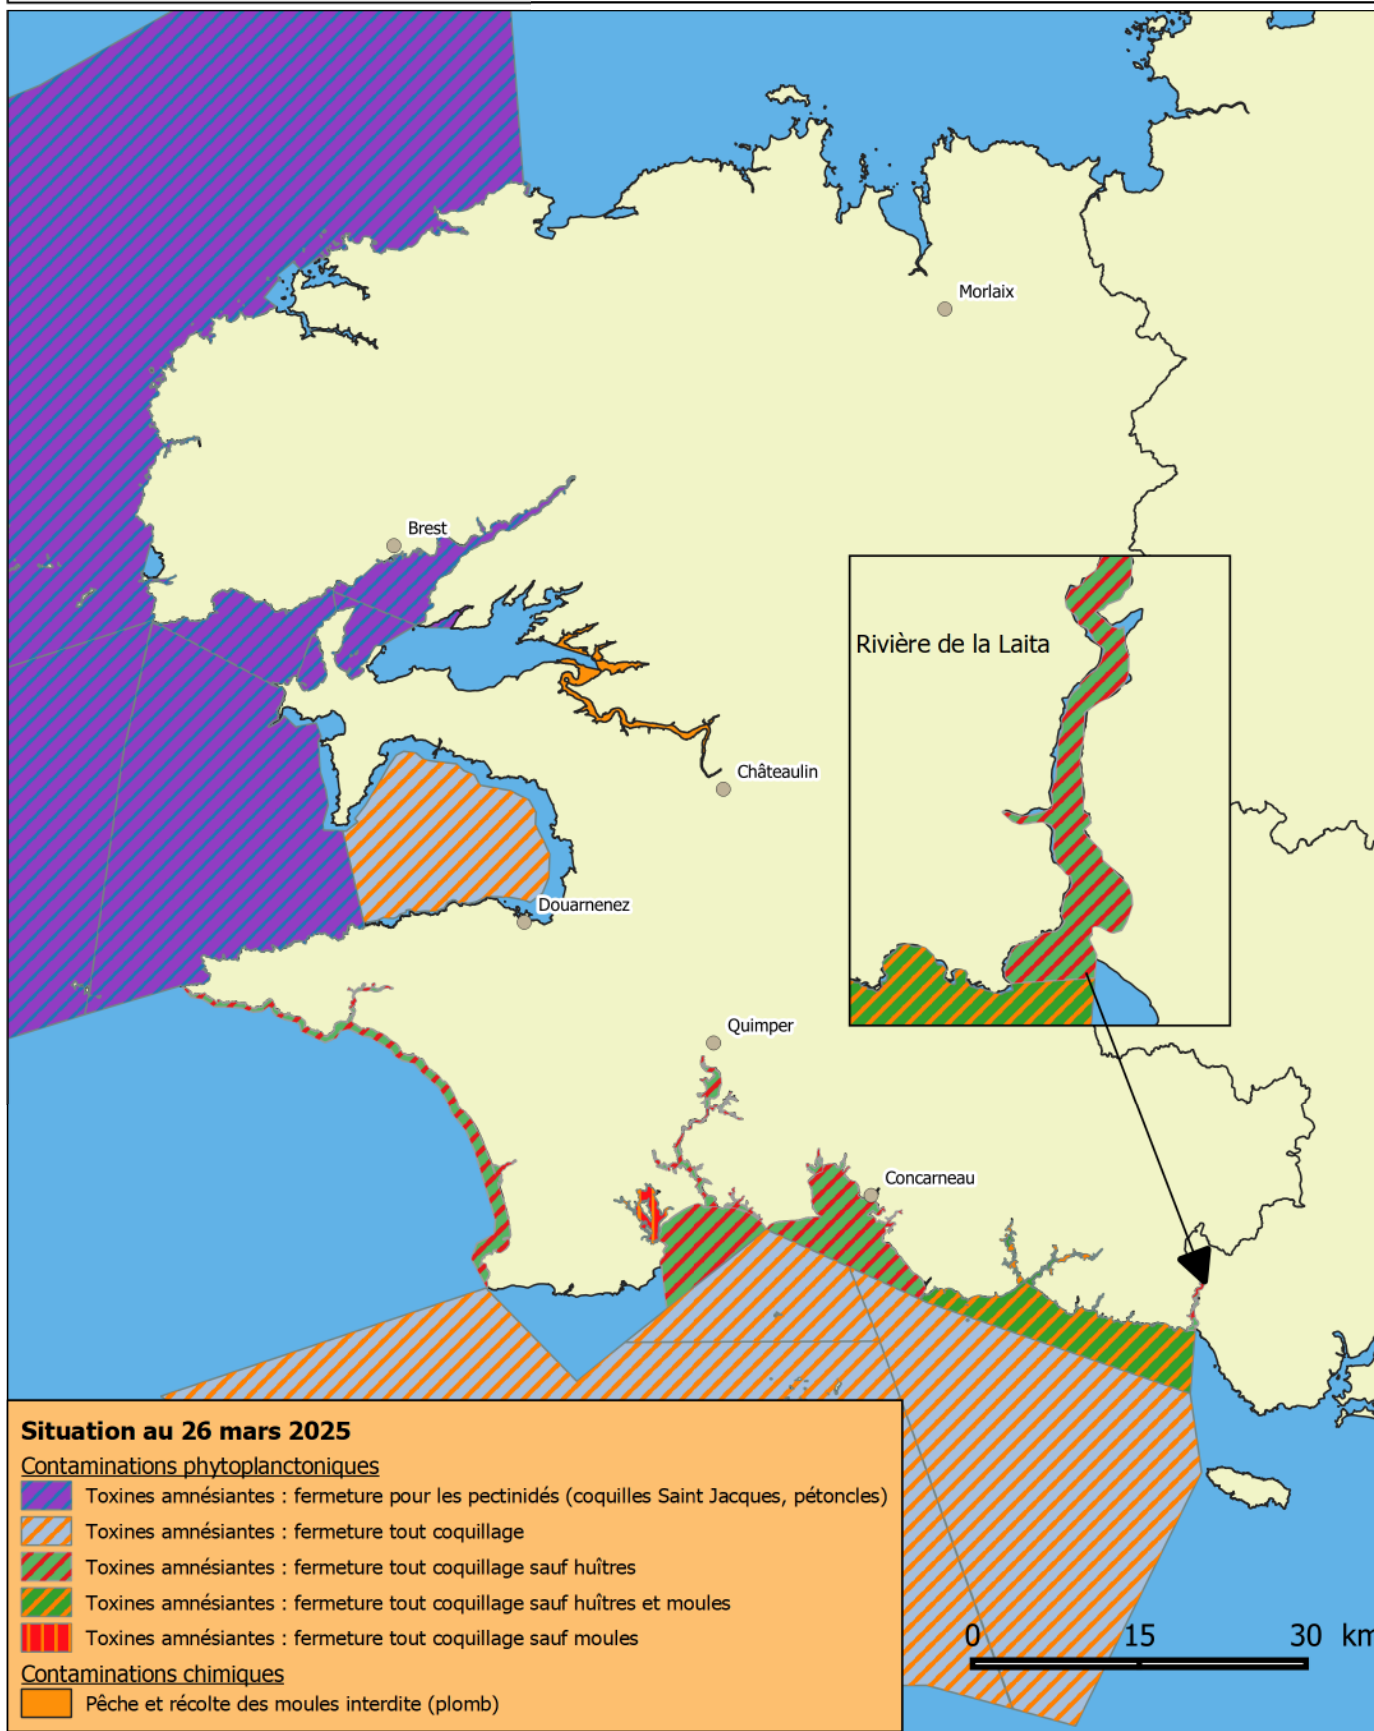 Morlaix
Brest
Rivière de la Laita
Châteaulin
Douarnenez
Quimper
Concarneau
Situation au 26 mars 2025
Contaminations phytoplanctoniques
Toxines amnésiantes : fermeture pour les pectinidés (coquilles Saint Jacques, pétoncles)
Toxines amnésiantes : fermeture tout coquillage
Toxines amnésiantes : fermeture tout coquillage sauf huîtres
Toxines amnésiantes : fermeture tout coquillage sauf huîtres et moules
Toxines amnésiantes : fermeture tout coquillage sauf moules
Contaminations chimiques
Pêche et récolte des moules interdite (plomb)
0 15 30 km